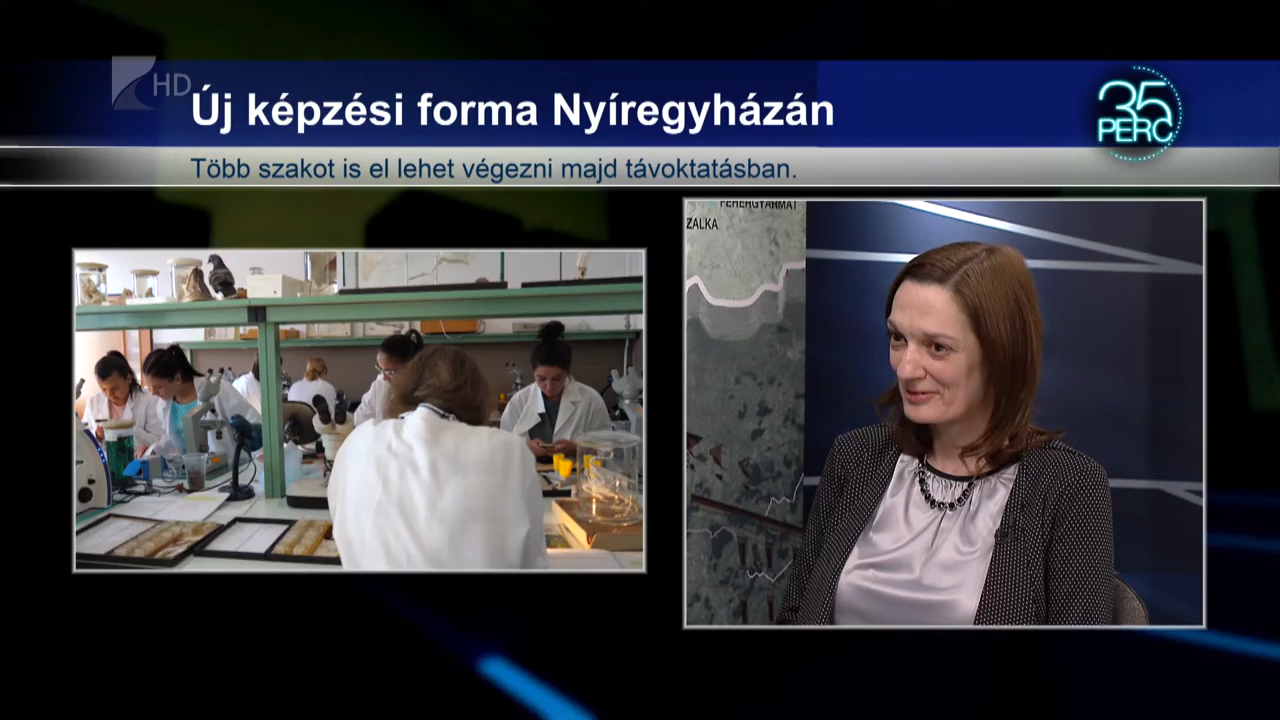 HD
Új képzési forma Nyíregyházán
35
PERC
Több szakot is el lehet végezni majd távoktatásban.
FEHÉRGYARMAT
ZALKA